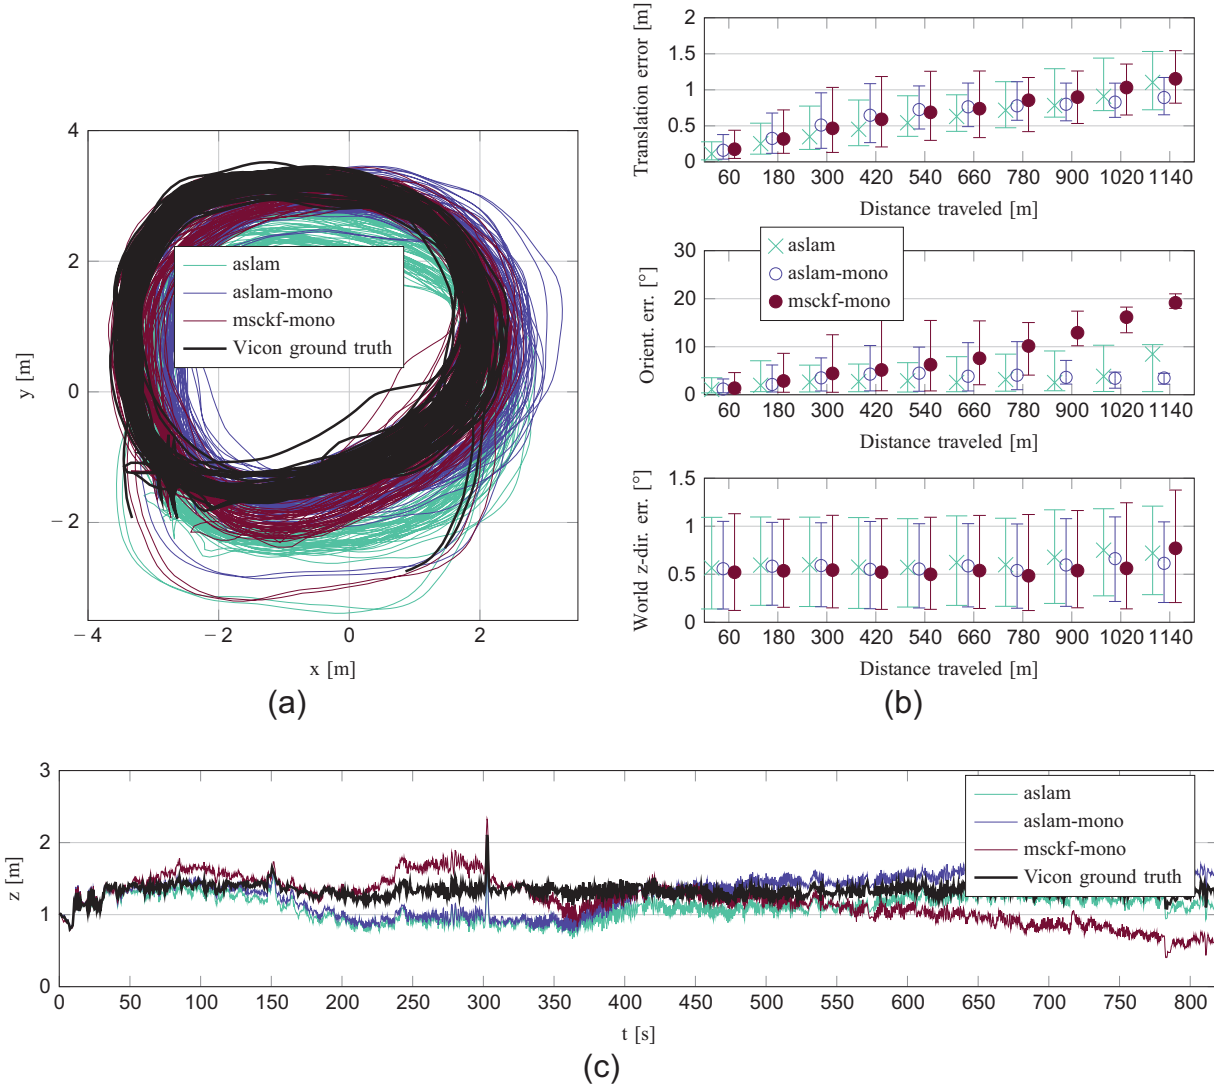 4
2
0
−2
y [m]
−4
−2
0
2
x [m]
aslam
aslam-mono
msckf-mono
Vicon ground truth
(a)
Translation error [m]
2
1.5
1
0.5
0
60 180 300 420 540 660 780 900 1020 1140
Distance traveled [m]
Orient. err. [°]
30
20
10
0
aslam
aslam-mono
msckf-mono
60 180 300 420 540 660 780 900 1020 1140
Distance traveled [m]
World z-dir. err. [°]
1.5
1
0.5
0
60 180 300 420 540 660 780 900 1020 1140
Distance traveled [m]
(b)
z [m]
3
2
1
0
aslam
aslam-mono
msckf-mono
Vicon ground truth
0 50 100 150 200 250 300 350 400 450 500 550 600 650 700 750 800
t [s]
(c)